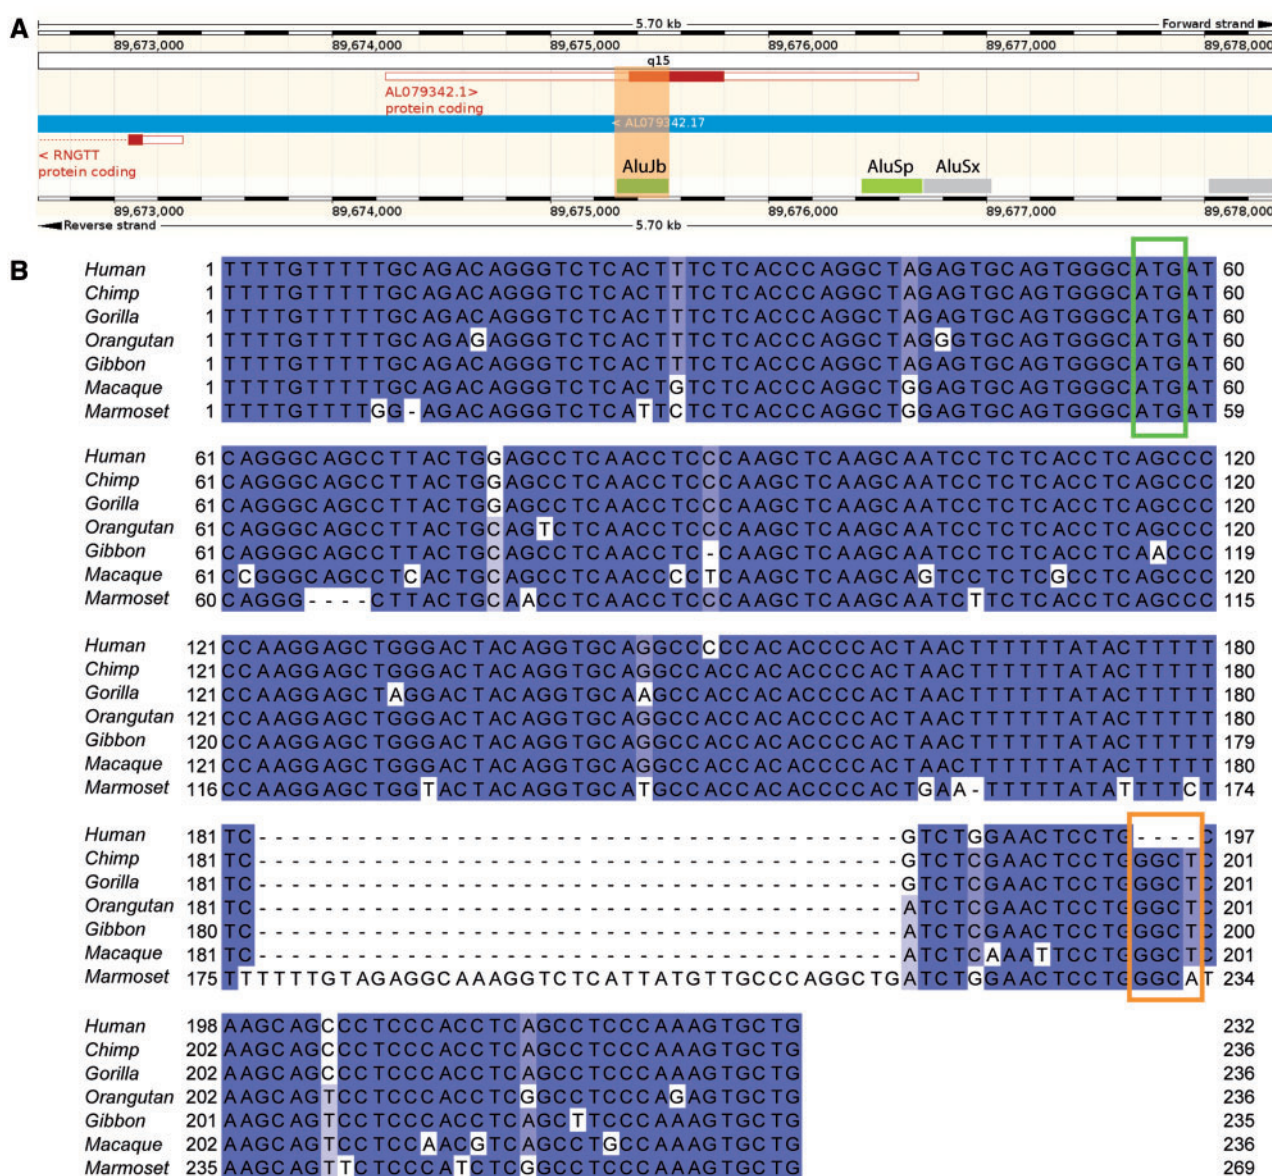 A
5.70 kb Forward strand
89,673,000 89,674,000 89,675,000 89,676,000 89,677,000 89,678,000
q15
AL079342.1>
protein coding
< AL079342.17
< RNGTT
protein coding
AluJb AluSp AluSx
89,673,000 89,674,000 89,675,000 89,676,000 89,677,000 89,678,000
Reverse strand 5.70 kb
B
Human 1 TTTTGTTTTTGCAGACAGGGTCTCACTTTCTCACCCAGGCTAGAGTGCAGTGGGCATGAT 60
Chimp 1 TTTTGTTTTTGCAGACAGGGTCTCACTTTCTCACCCAGGCTAGAGTGCAGTGGGCATGAT 60
Gorilla 1 TTTTGTTTTTGCAGACAGGGTCTCACTTTCTCACCCAGGCTAGAGTGCAGTGGGCATGAT 60
Orangutan 1 TTTTGTTTTTGCAGAGAGGGTCTCACTTTCTCACCCAGGCTAGGGTGCAGTGGGCATGAT 60
Gibbon 1 TTTTGTTTTTGCAGACAGGGTCTCACTTTCTCACCCAGGCTAGAGTGCAGTGGGCATGAT 60
Macaque 1 TTTTGTTTTTGCAGACAGGGTCTCACTGTCTCACCCAGGCTGGAGTGCAGTGGGCATGAT 60
Marmoset 1 TTTTGTTTTGG-AGACAGGGTCTCATTCTCTCACCCAGGCTGGAGTGCAGTGGGCATGAT 59
Human 61 CAGGGCAGCCTTACTGGAGCCTCAACCTCCCAAGCTCAAGCAATCCTCTCACCTCAGCCC 120
Chimp 61 CAGGGCAGCCTTACTGGAGCCTCAACCTCCCAAGCTCAAGCAATCCTCTCACCTCAGCCC 120
Gorilla 61 CAGGGCAGCCTTACTGGAGCCTCAACCTCCCAAGCTCAAGCAATCCTCTCACCTCAGCCC 120
Orangutan 61 CAGGGCAGCCTTACTGCAGTCTCAACCTCCCAAGCTCAAGCAATCCTCTCACCTCAGCCC 120
Gibbon 61 CAGGGCAGCCTTACTGCAGCCTCAACCTC-CAAGCTCAAGCAATCCTCTCACCTCAACCC 119
Macaque 61 CCGGGCAGCCTCACTGCAGCCTCAACCCCTCAAGCTCAAGCAGTCCTCTCGCCTCAGCCC 120
Marmoset 60 CAGGG----CTTACTGCAACCTCAACCTCCCAAGCTCAAGCAATCTTCTCACCTCAGCCC 115
Human 121 CCAAGGAGCTGGGACTACAGGTGCAGGCCCCCACACCCCACTAACTTTTTTATACTTTTT 180
Chimp 121 CCAAGGAGCTGGGACTACAGGTGCAGGCCACCACACCCCACTAACTTTTTTATACTTTTT 180
Gorilla 121 CCAAGGAGCTAGGACTACAGGTGCAAGCCACCACACCCCACTAACTTTTTTATACTTTTT 180
Orangutan 121 CCAAGGAGCTGGGACTACAGGTGCAGGCCACCACACCCCACTAACTTTTTTATACTTTTT 180
Gibbon 120 CCAAGGAGCTGGGACTACAGGTGCAGGCCACCACACCCCACTAACTTTTTTATACTTTTT 179
Macaque 121 CCAAGGAGCTGGGACTACAGGTGCAGGCCACCACACCCCACTAACTTTTTTATACTTTTT 180
Marmoset 116 CCAAGGAGCTGGTACTACAGGTGCATGCCACCACACCCCACTGAA-TTTTTATATTTTCT 174
Human 181 TC---------------------------------------GTCTGGAACTCCTG----C 197
Chimp 181 TC---------------------------------------GTCTCGAACTCCTGGGCTC 201
Gorilla 181 TC---------------------------------------GTCTCGAACTCCTGGGCTC 201
Orangutan 181 TC---------------------------------------ATCTCGAACTCCTGGGCTC 201
Gibbon 180 TC---------------------------------------ATCTCGAACTCCTGGGCTC 200
Macaque 181 TC---------------------------------------ATCTCAAATTCCTGGGCTC 201
Marmoset 175 TTTTTTGTAGAGGCAAAGGTCTCATTATGTTGCCCAGGCTGATCTGGAACTCCTGGGCAT 234
Human 198 AAGCAGCCCTCCCACCTCAGCCTCCCAAAGTGCTG 232
Chimp 202 AAGCAGCCCTCCCACCTCAGCCTCCCAAAGTGCTG 236
Gorilla 202 AAGCAGCCCTCCCACCTCAGCCTCCCAAAGTGCTG 236
Orangutan 202 AAGCAGTCCTCCCACCTCGGCCTCCCAGAGTGCTG 236
Gibbon 201 AAGCAGTCCTCCCACCTCAGCTTCCCAAAGTGCTG 235
Macaque 202 AAGCAGTCCTCCAACGTCAGCCTGCCAAAGTGCTG 236
Marmoset 235 AAGCAGTTCTCCCATCTCGGCCTCCCAAAGTGCTG 269